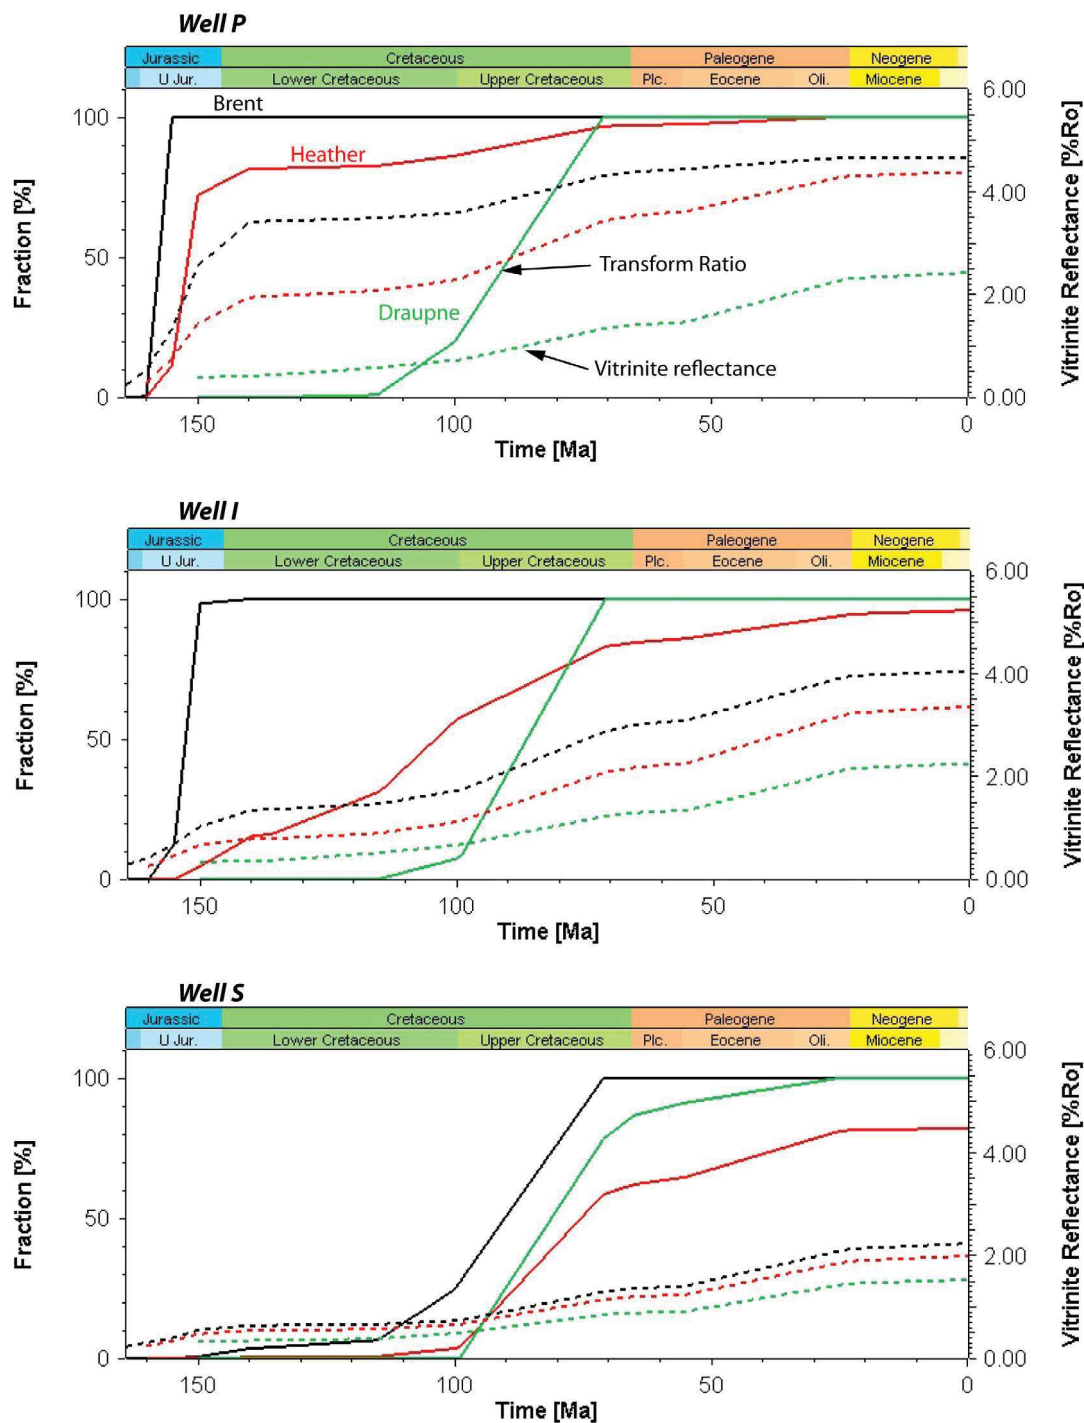 Well P
Jurassic Cretaceous Paleogene Neogene
U Jur. Lower Cretaceous Upper Cretaceous Plc. Eocene Oli. Miocene
Fraction [%]
100
50
0
Brent
Heather
Draupne
Transform Ratio
Vitrinite reflectance
6.00
4.00
2.00
0.00
Vitrinite Reflectance [%Ro]
150 100 50 0
Time [Ma]
Well I
Jurassic Cretaceous Paleogene Neogene
U Jur. Lower Cretaceous Upper Cretaceous Plc. Eocene Oli. Miocene
Fraction [%]
100
50
0
6.00
4.00
2.00
0.00
Vitrinite Reflectance [%Ro]
150 100 50 0
Time [Ma]
Well S
Jurassic Cretaceous Paleogene Neogene
U Jur. Lower Cretaceous Upper Cretaceous Plc. Eocene Oli. Miocene
Fraction [%]
100
50
0
6.00
4.00
2.00
0.00
Vitrinite Reflectance [%Ro]
150 100 50 0
Time [Ma]